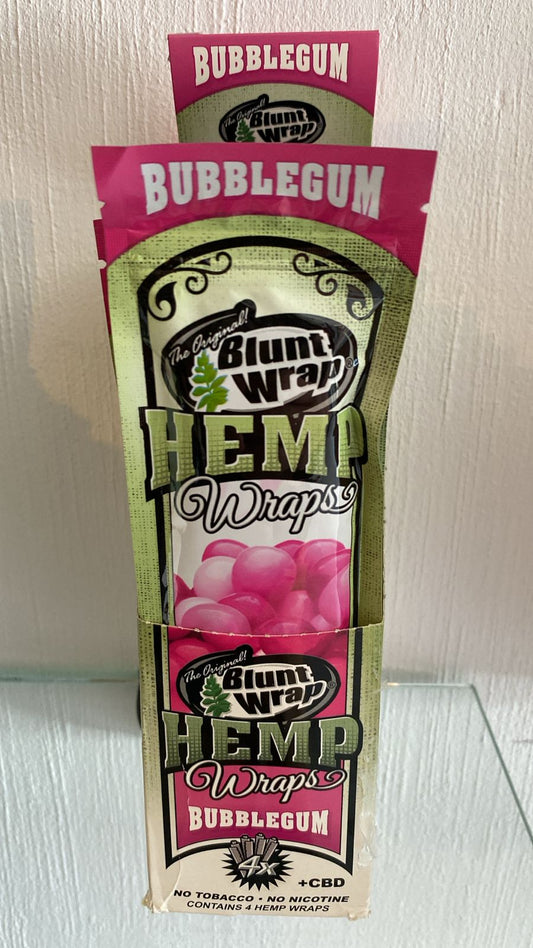 BUBBLEGUM
The Original!
Blunt
Wrap
BUBBLEGUM
The Original!
Blunt
Wrap®
HEMP
Wraps
The Original!
Blunt
Wrap®
HEMP
Wraps
BUBBLEGUM
4x
+CBD
NO TOBACCO • NO NICOTINE
CONTAINS 4 HEMP WRAPS